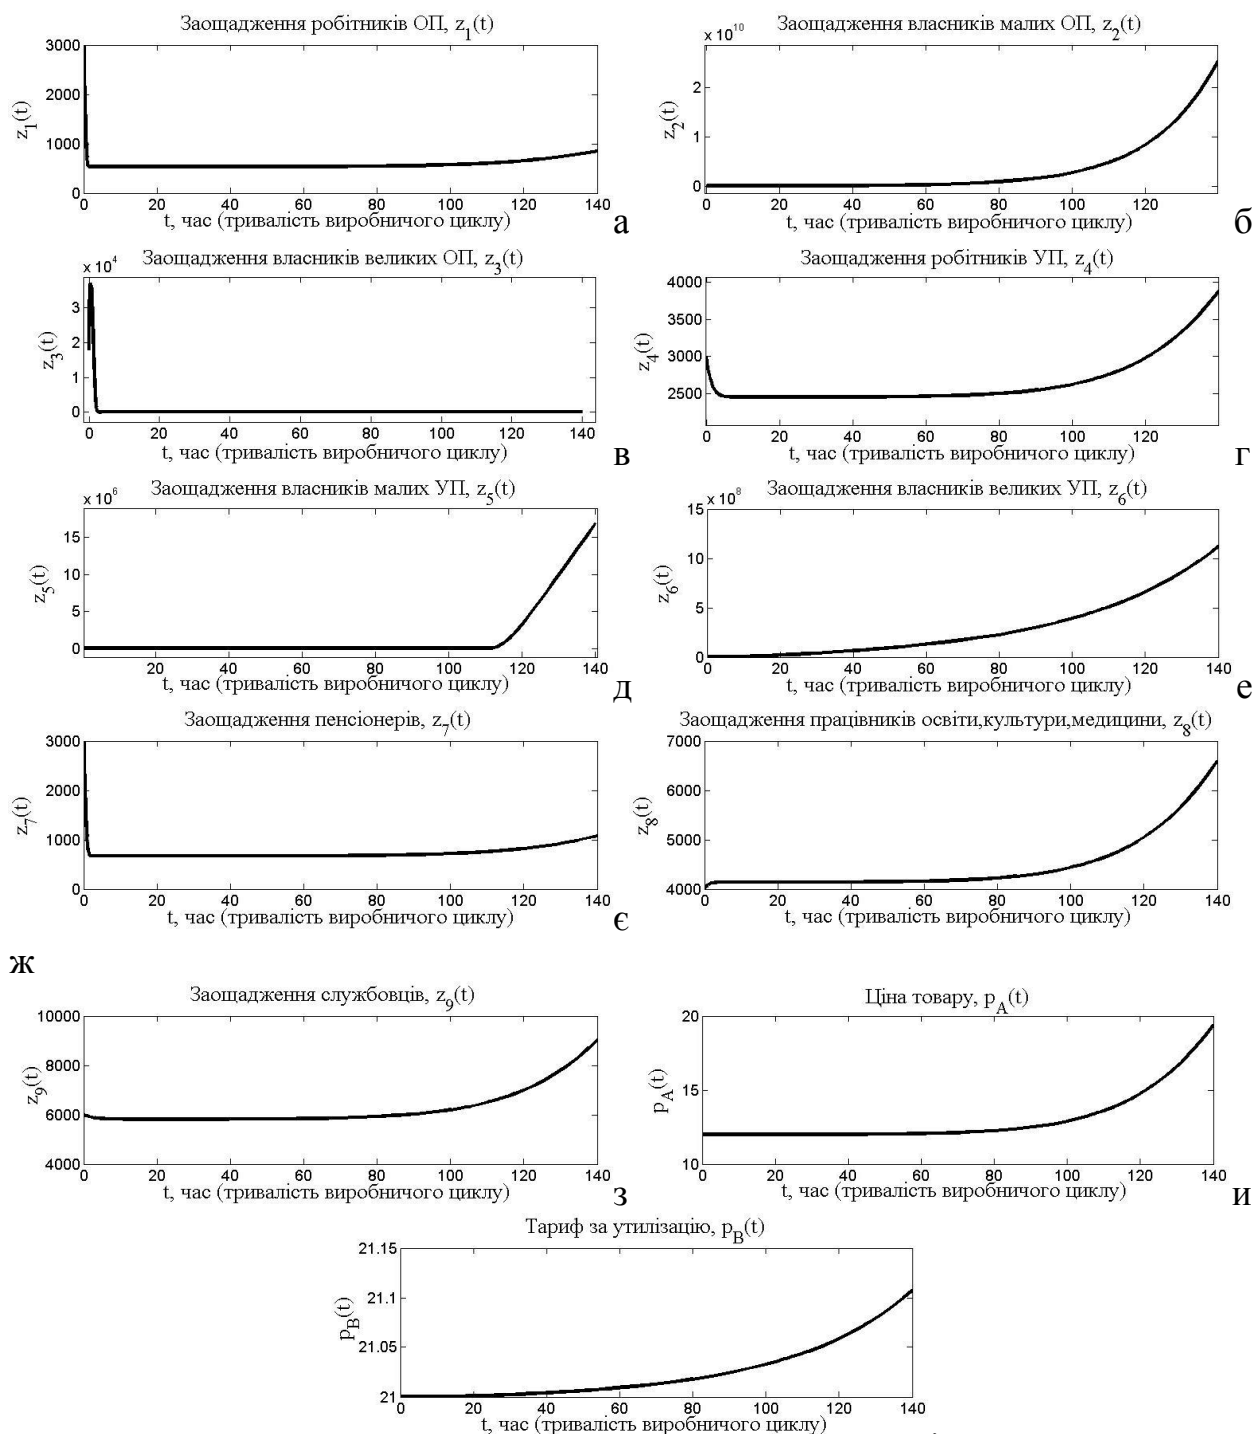 Заощадження робітників ОП, z1(t)
3000
2000
1000
0
z1(t)
0 20 40 60 80 100 120 140
t, час (тривалість виробничого циклу)
а
Заощадження власників малих ОП, z2(t)
x 10^10
2
1
0
z2(t)
0 20 40 60 80 100 120 140
t, час (тривалість виробничого циклу)
б
Заощадження власників великих ОП, z3(t)
x 10^4
3
2
1
0
z3(t)
0 20 40 60 80 100 120 140
t, час (тривалість виробничого циклу)
в
Заощадження робітників УП, z4(t)
4000
3500
3000
2500
z4(t)
0 20 40 60 80 100 120 140
t, час (тривалість виробничого циклу)
г
Заощадження власників малих УП, z5(t)
x 10^6
15
10
5
0
z5(t)
20 40 60 80 100 120 140
t, час (тривалість виробничого циклу)
д
Заощадження власників великих УП, z6(t)
x 10^8
15
10
5
0
z6(t)
0 20 40 60 80 100 120 140
t, час (тривалість виробничого циклу)
е
Заощадження пенсіонерів, z7(t)
3000
2000
1000
0
z7(t)
0 20 40 60 80 100 120 140
t, час (тривалість виробничого циклу)
є
Заощадження працівників освіти,культури,медицини, z8(t)
7000
6000
5000
4000
z8(t)
0 20 40 60 80 100 120 140
t, час (тривалість виробничого циклу)
ж
Заощадження службовців, z9(t)
10000
8000
6000
4000
z9(t)
0 20 40 60 80 100 120 140
t, час (тривалість виробничого циклу)
з
Ціна товару, pA(t)
20
15
10
pA(t)
0 20 40 60 80 100 120 140
t, час (тривалість виробничого циклу)
и
Тариф за утилізацію, pB(t)
21.15
21.1
21.05
21
pB(t)
0 20 40 60 80 100 120 140
t, час (тривалість виробничого циклу)